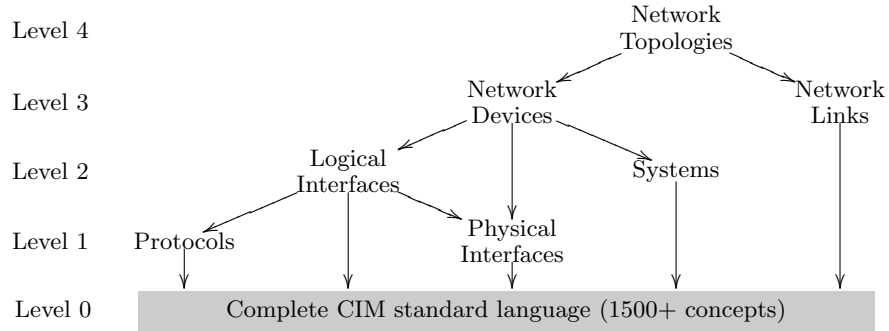 Level 4
Network
Topologies
Level 3
Network
Devices
Network
Links
Level 2
Logical
Interfaces
Systems
Level 1
Protocols
Physical
Interfaces
Level 0
Complete CIM standard language (1500+ concepts)